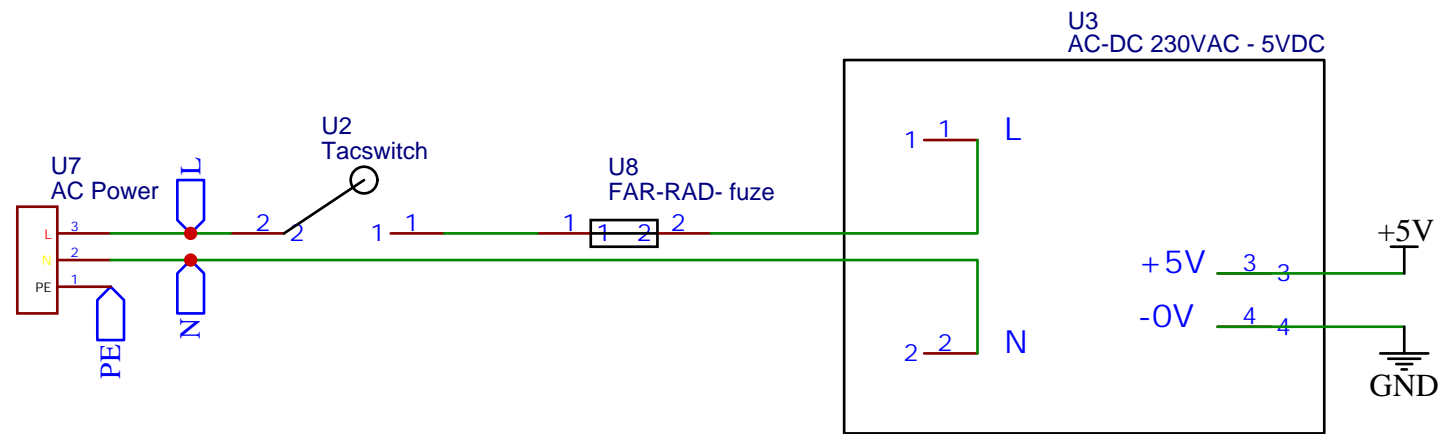 U3
AC-DC 230VAC - 5VDC
U2
Tacswitch
U7
AC Power
U8
FAR-RAD- fuze
L
1 1 L
L 3
2 2 1 1
1 1 2 2
N 2
PE 1
N
PE
+5V 3 3
+5V
-0V 4 4
2 2 N
GND